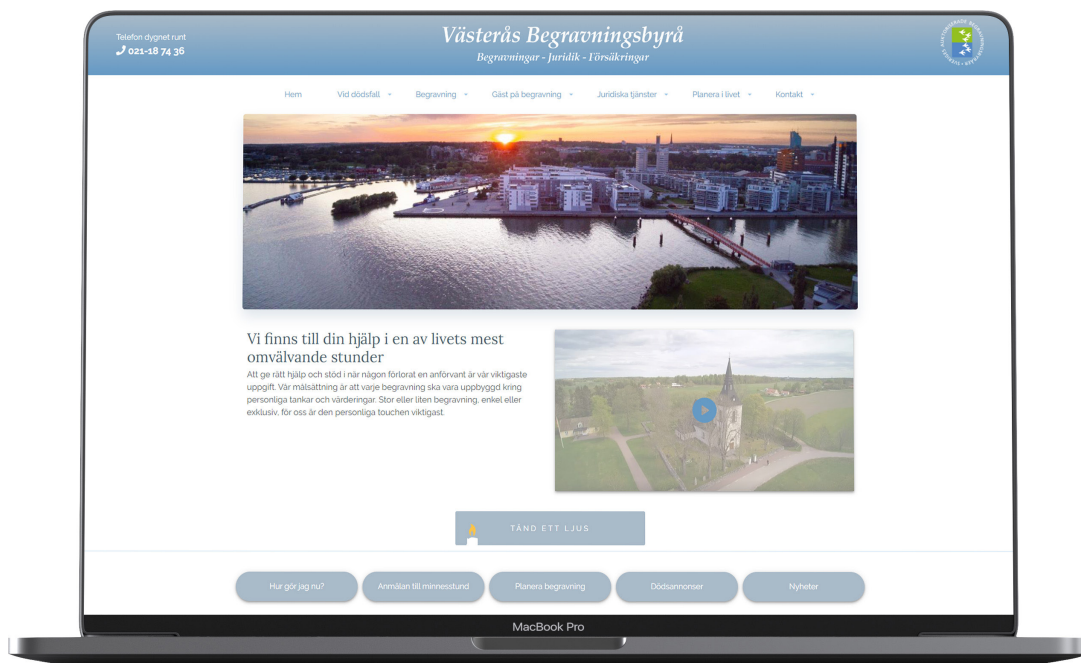 Telefon dygnet runt
021-18 74 36
Västerås Begravningsbyrå
Begravningar - Juridik - Försäkringar
Hem Vid dödsfall Begravning Gäst på begravning Juridiska tjänster Planera i livet Kontakt
Vi finns till din hjälp i en av livets mest
omvälvande stunder
Att ge rätt hjälp och stöd i när någon förlorat en anförvant är vår viktigaste
uppgift. Vår målsättning är att varje begravning ska vara uppbyggd kring
personliga tankar och värderingar. Stor eller liten begravning, enkel eller
exklusiv, för oss är den personliga touchen viktigast.
TÄND ETT LJUS
Hur gör jag nu? Anmälan till minnesstund Planera begravning Dödsannonser Nyheter
MacBook Pro